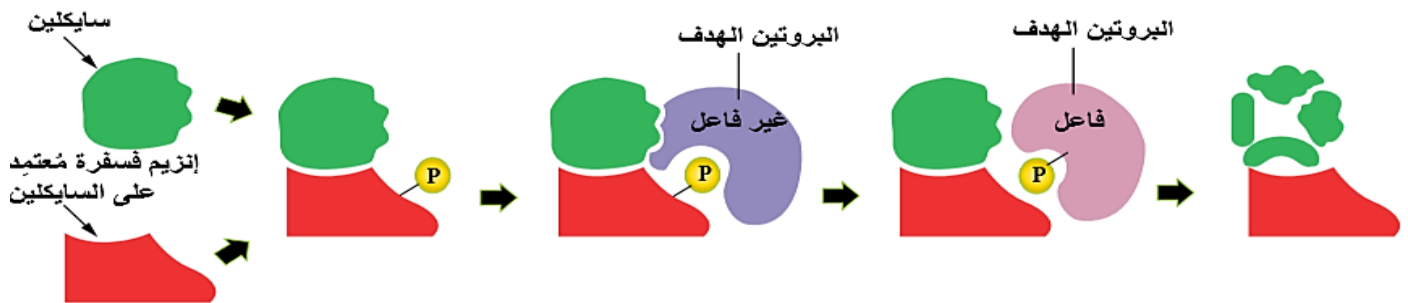 سايكلين
إنزيم فسفرة مُعتمِد
على السايكلين
P
البروتين الهدف
غير فاعل
P
البروتين الهدف
فاعل
P